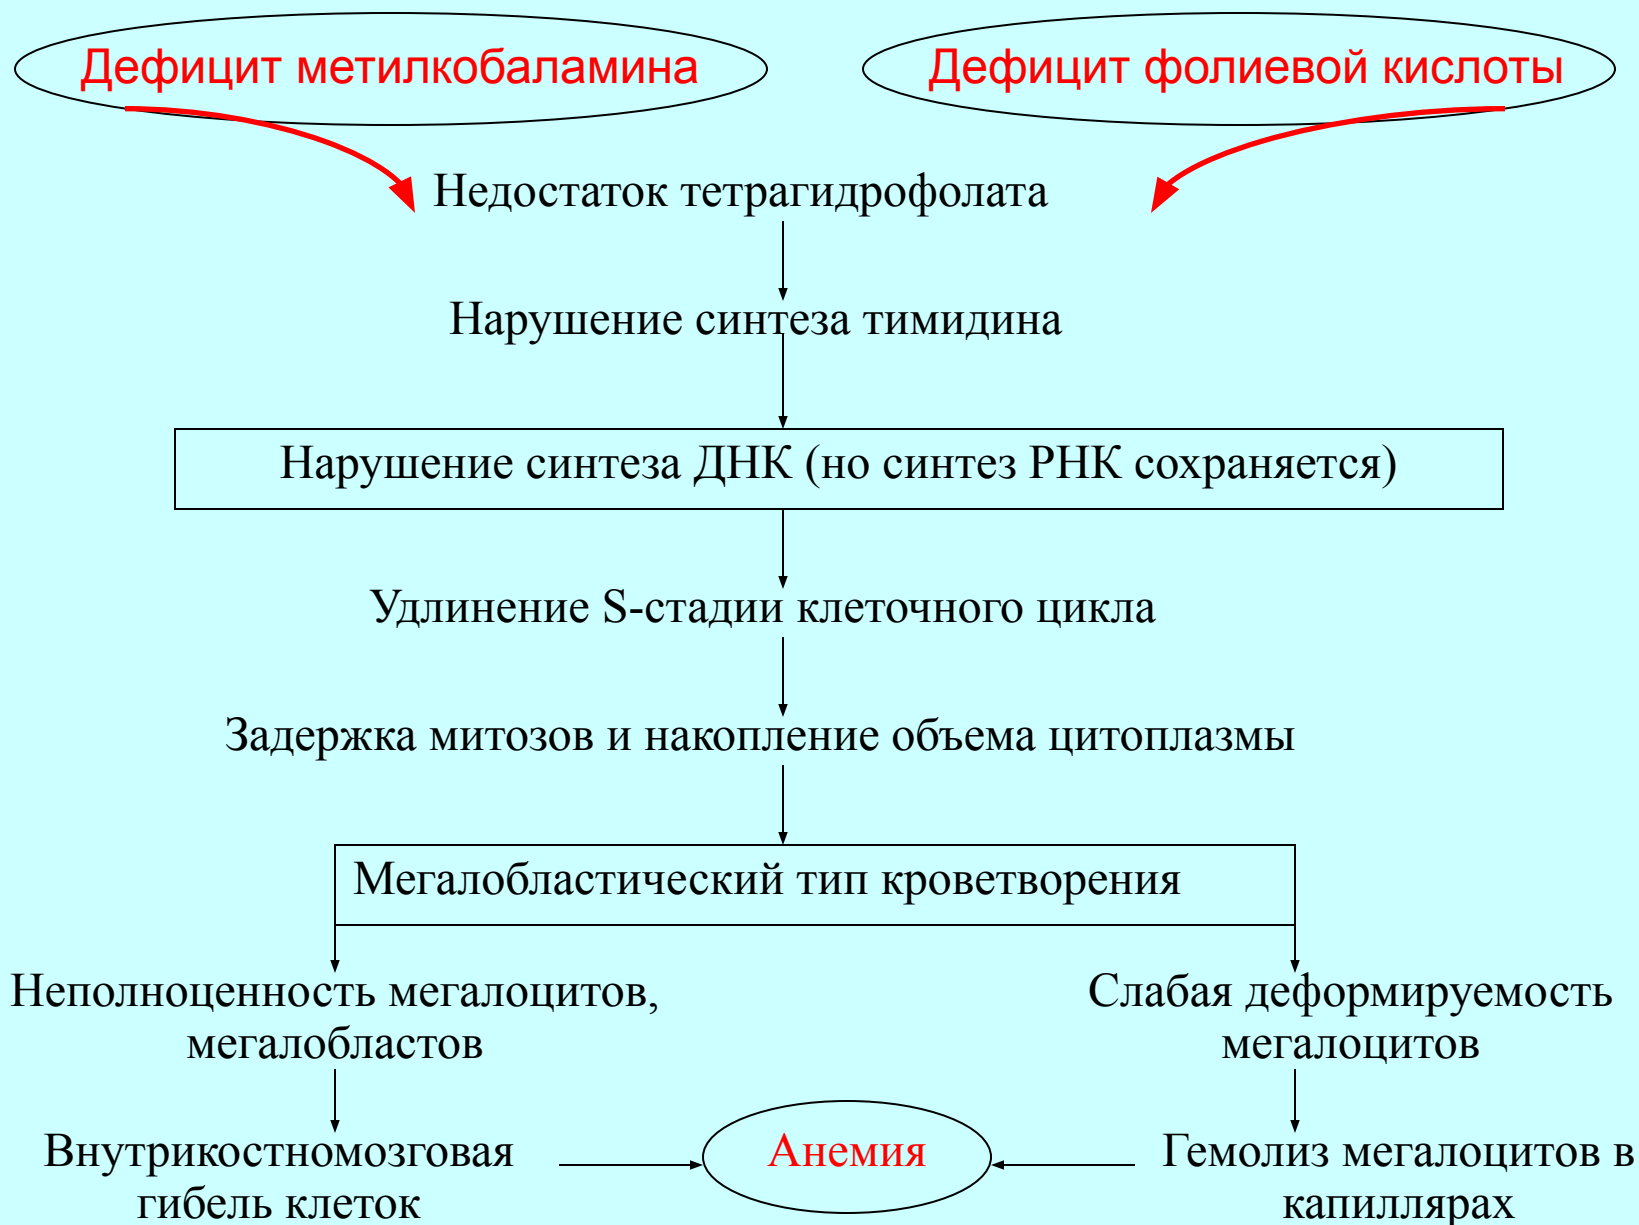 Дефицит метилкобаламина
Дефицит фолиевой кислоты
Недостаток тетрагидрофолата
Нарушение синтеза тимидина
Нарушение синтеза ДНК (но синтез РНК сохраняется)
Удлинение S-стадии клеточного цикла
Задержка митозов и накопление объема цитоплазмы
Мегалобластический тип кроветворения
Неполноценность мегалоцитов,
мегалобластов
Слабая деформируемость
мегалоцитов
Внутрикостномозговая
гибель клеток
Анемия
Гемолиз мегалоцитов в
капиллярах